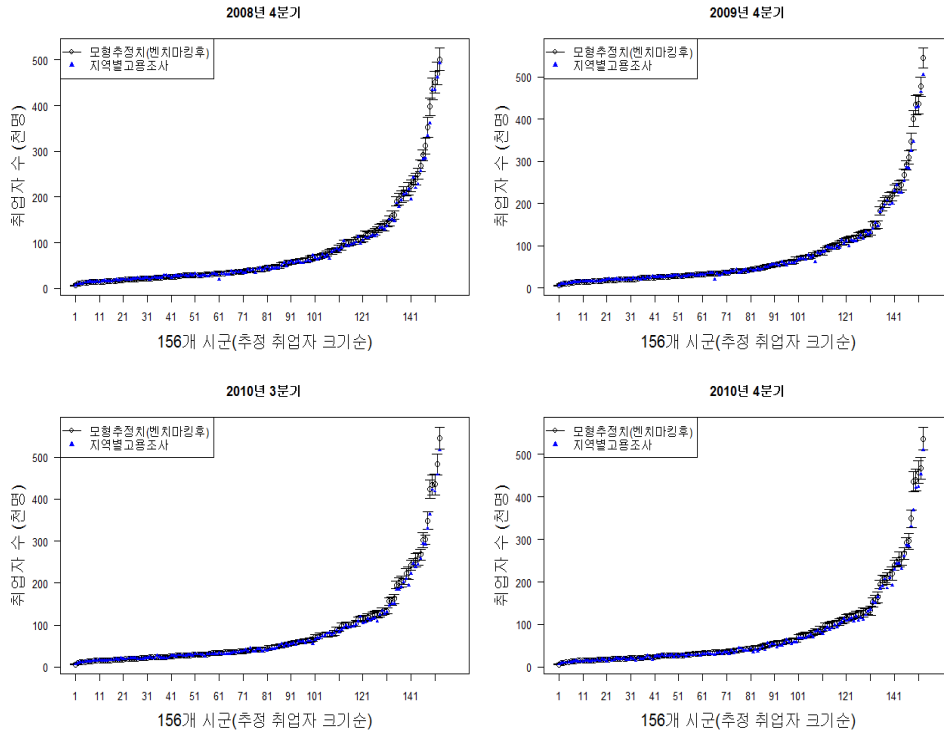 2008년 4분기
모형추정치(벤치마킹후)
지역별고용조사
취업자 수 (천명)
500
400
300
200
100
0
1 11 21 31 41 51 61 71 81 91 101 121 141
156개 시군(추정 취업자 크기순)
2009년 4분기
모형추정치(벤치마킹후)
지역별고용조사
취업자 수 (천명)
500
400
300
200
100
0
1 11 21 31 41 51 61 71 81 91 101 121 141
156개 시군(추정 취업자 크기순)
2010년 3분기
모형추정치(벤치마킹후)
지역별고용조사
취업자 수 (천명)
500
400
300
200
100
0
1 11 21 31 41 51 61 71 81 91 101 121 141
156개 시군(추정 취업자 크기순)
2010년 4분기
모형추정치(벤치마킹후)
지역별고용조사
취업자 수 (천명)
500
400
300
200
100
0
1 11 21 31 41 51 61 71 81 91 101 121 141
156개 시군(추정 취업자 크기순)